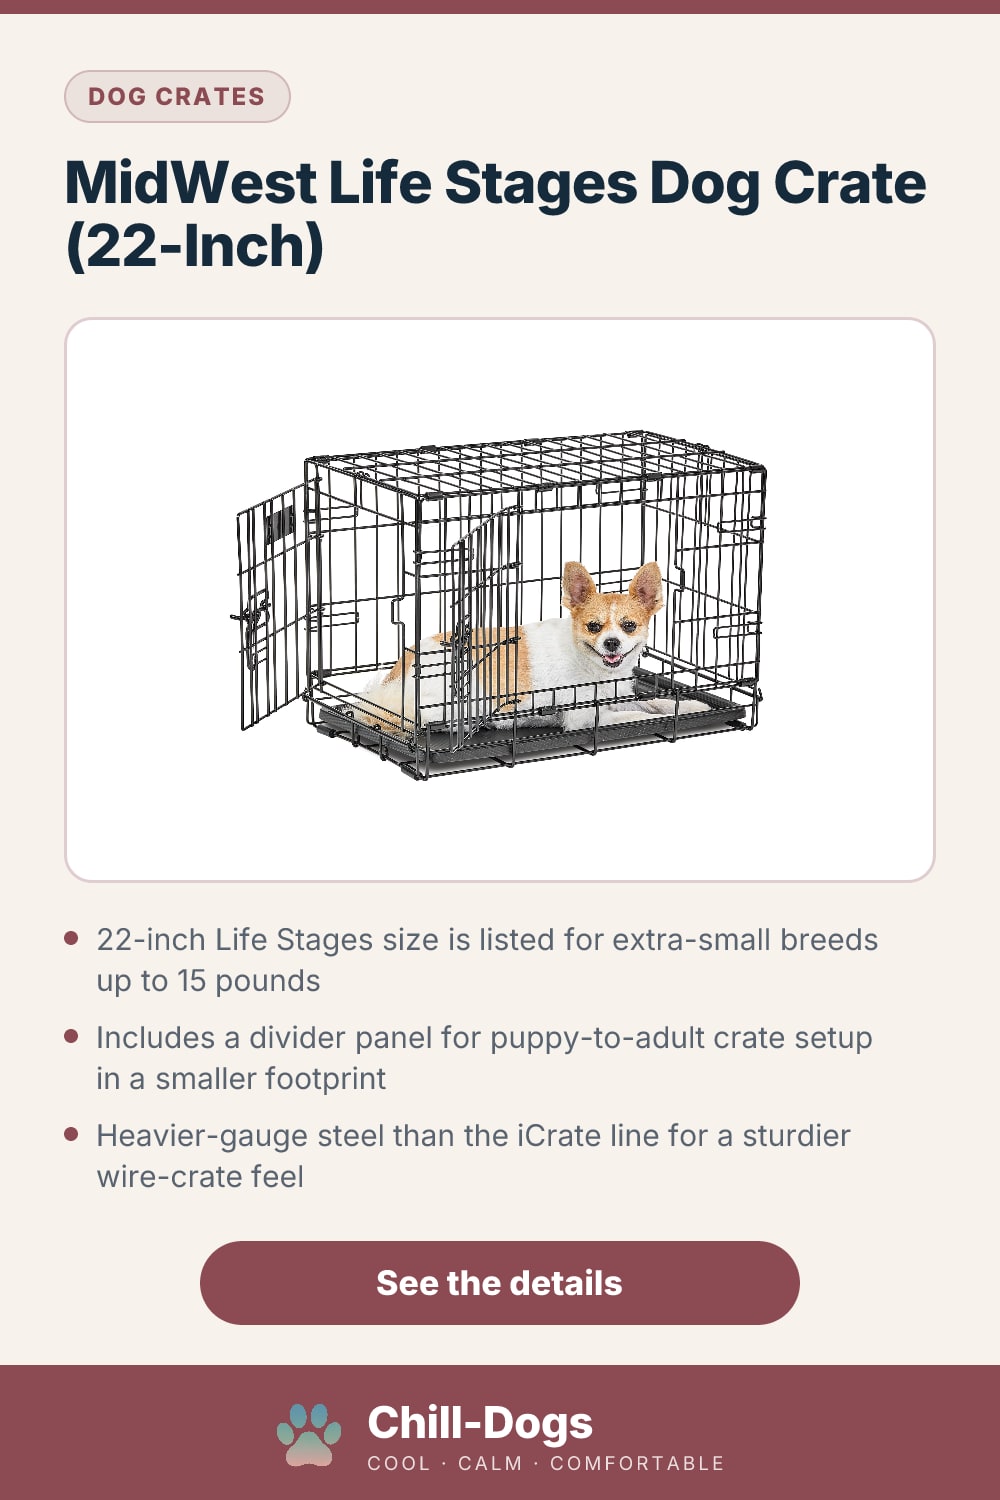 DOG CRATES
MidWest Life Stages Dog Crate
(22-Inch)
22-inch Life Stages size is listed for extra-small breeds
up to 15 pounds
Includes a divider panel for puppy-to-adult crate setup
in a smaller footprint
Heavier-gauge steel than the iCrate line for a sturdier
wire-crate feel
See the details
Chill-Dogs
COOL · CALM · COMFORTABLE